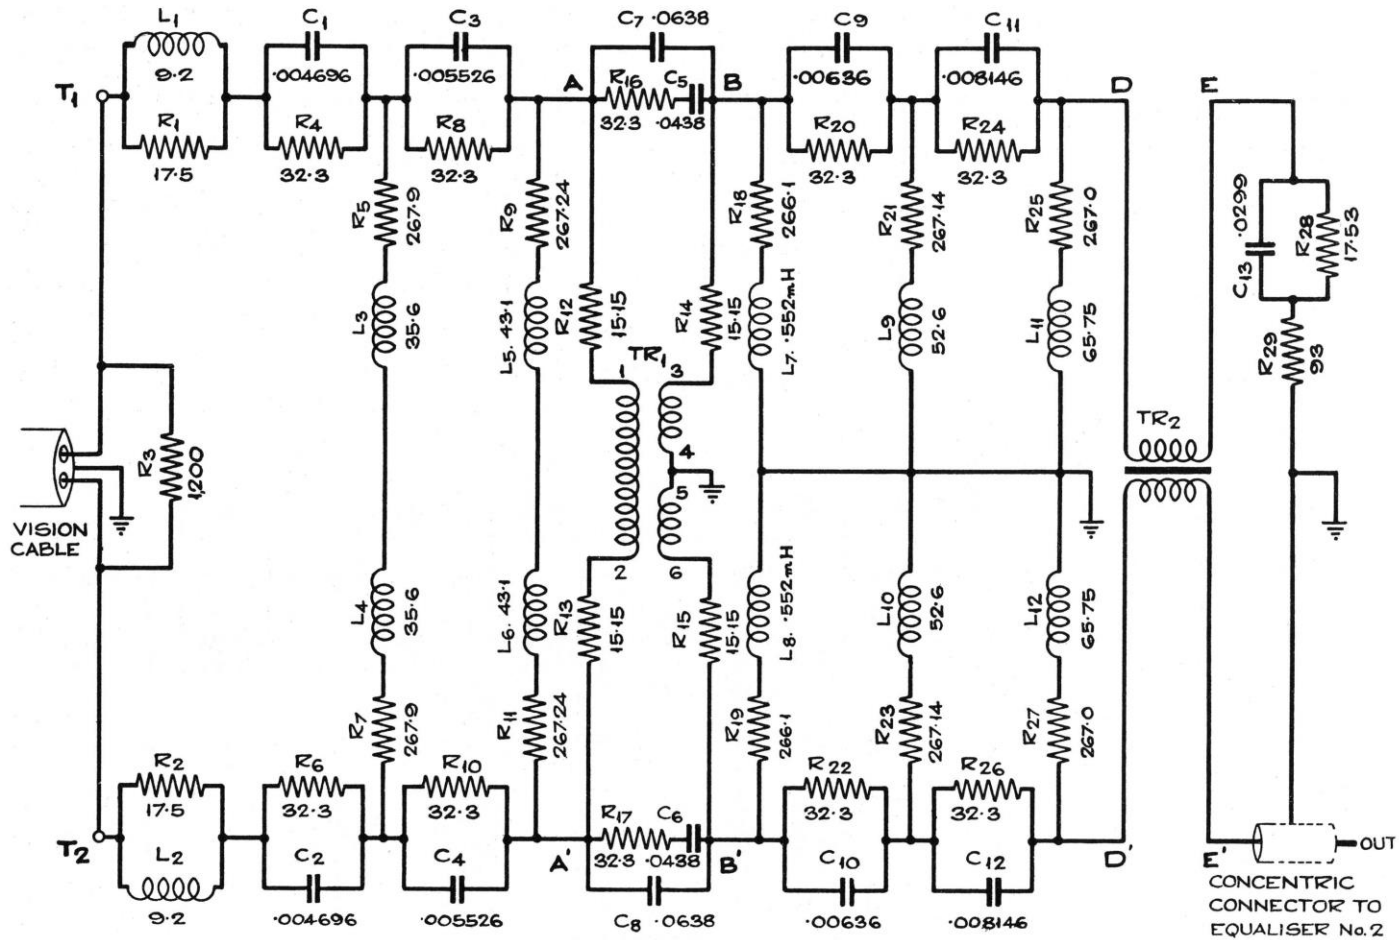 L1
9.2
T1
R1
17.5
C1
.004696
R4
32.3
C3
.005526
R8
32.3
A
C7 .0638
R16
C5
32.3
.0438
B
C9
.00636
R20
32.3
C11
.008146
R24
32.3
D
E
R5
267.9
R9
267.24
R18
266.1
R21
267.14
R25
267.0
.0299
C13
R28
17.53
L3
35.6
L5. 43.1
R12
15.15
R14
15.15
L7. .552mH
L9
52.6
L11
65.75
R29
93
TR1
1
3
4
5
2
6
TR2
R3
1,200
VISION
CABLE
L4
35.6
L6. 43.1
R13
15.15
R15
15.15
L8. .552mH
L10
52.6
L12
65.75
R7
267.9
R11
267.24
R19
266.1
R23
267.14
R27
267.0
R2
17.5
T2
L2
9.2
R6
32.3
C2
.004696
R10
32.3
C4
.005526
A'
R17
C6
32.3
.0438
B'
C8 .0638
R22
32.3
C10
.00636
R26
32.3
C12
.008146
D'
E'
OUT
CONCENTRIC
CONNECTOR TO
EQUALISER No.2